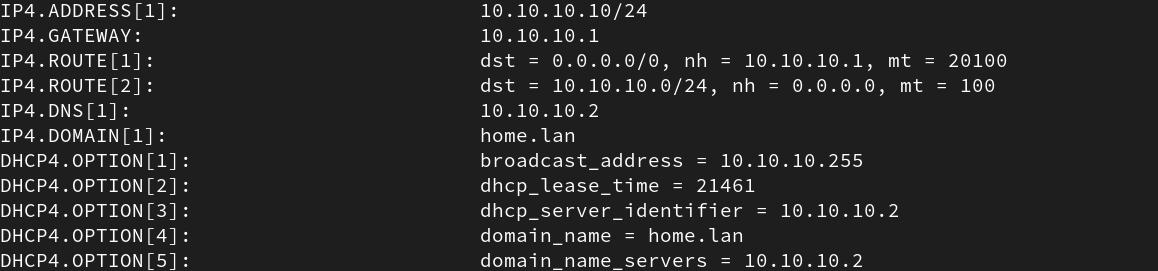 IP4.ADDRESS[1]: 10.10.10.10/24
IP4.GATEWAY: 10.10.10.1
IP4.ROUTE[1]: dst = 0.0.0.0/0, nh = 10.10.10.1, mt = 20100
IP4.ROUTE[2]: dst = 10.10.10.0/24, nh = 0.0.0.0, mt = 100
IP4.DNS[1]: 10.10.10.2
IP4.DOMAIN[1]: home.lan
DHCP4.OPTION[1]: broadcast_address = 10.10.10.255
DHCP4.OPTION[2]: dhcp_lease_time = 21461
DHCP4.OPTION[3]: dhcp_server_identifier = 10.10.10.2
DHCP4.OPTION[4]: domain_name = home.lan
DHCP4.OPTION[5]: domain_name_servers = 10.10.10.2